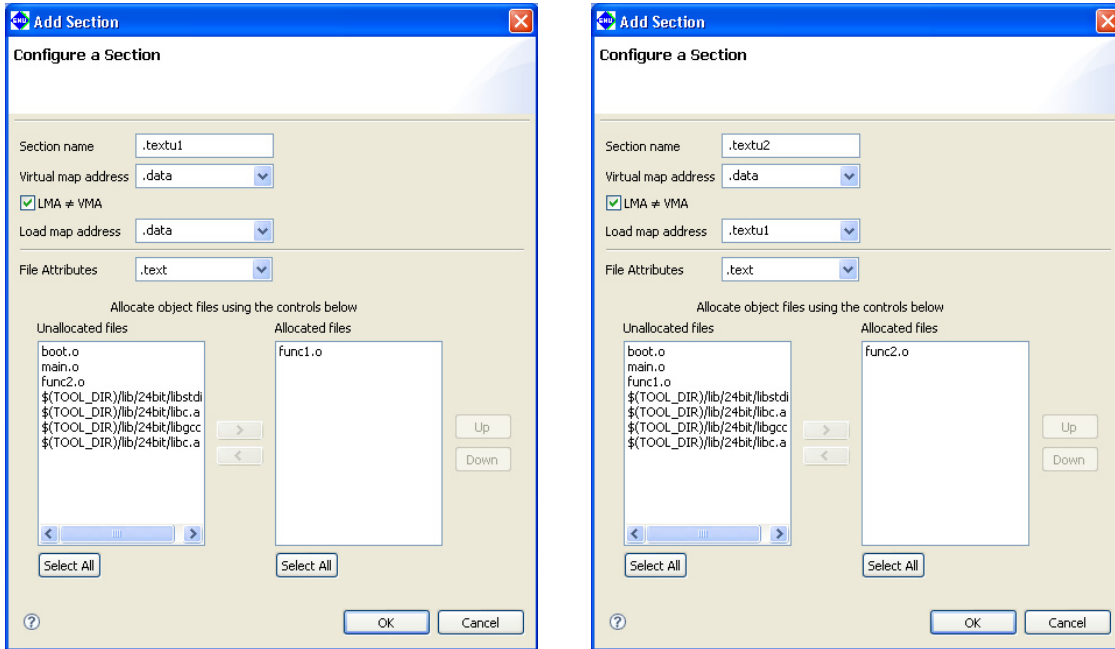 Add Section
Configure a Section
Section name .textu1
Virtual map address .data
LMA ≠ VMA
Load map address .data
File Attributes .text
Allocate object files using the controls below
Unallocated files Allocated files
boot.o func1.o
main.o
func2.o
$(TOOL_DIR)/lib/24bit/libstdi
$(TOOL_DIR)/lib/24bit/libc.a
$(TOOL_DIR)/lib/24bit/libgcc
$(TOOL_DIR)/lib/24bit/libc.a
>
<
Up
Down
Select All Select All
? OK Cancel
Add Section
Configure a Section
Section name .textu2
Virtual map address .data
LMA ≠ VMA
Load map address .textu1
File Attributes .text
Allocate object files using the controls below
Unallocated files Allocated files
boot.o func2.o
main.o
func1.o
$(TOOL_DIR)/lib/24bit/libstdi
$(TOOL_DIR)/lib/24bit/libc.a
$(TOOL_DIR)/lib/24bit/libgcc
$(TOOL_DIR)/lib/24bit/libc.a
>
<
Up
Down
Select All Select All
? OK Cancel